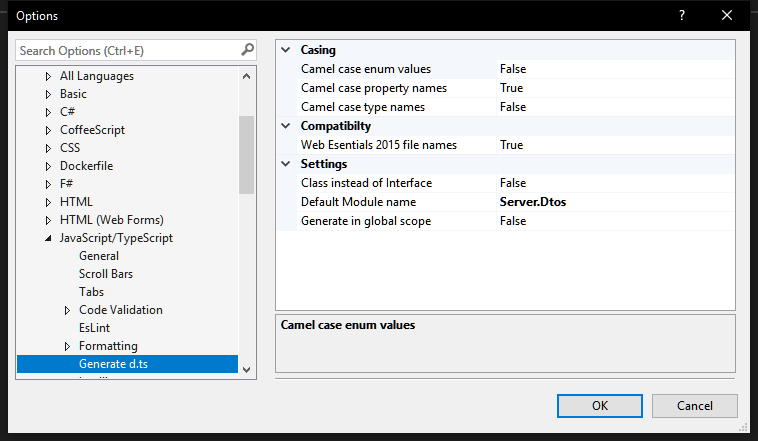 Options
?
Search Options (Ctrl+E)
All Languages
Basic
C#
CoffeeScript
CSS
Dockerfile
F#
HTML
HTML (Web Forms)
JavaScript/TypeScript
General
Scroll Bars
Tabs
Code Validation
EsLint
Formatting
Generate d.ts
Casing
Camel case enum values False
Camel case property names True
Camel case type names False
Compatibilty
Web Esentials 2015 file names True
Settings
Class instead of Interface False
Default Module name Server.Dtos
Generate in global scope False
Camel case enum values
OK Cancel